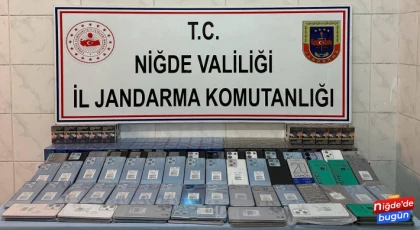 T.C.
NİĞDE VALİLİĞİ
İL JANDARMA KOMUTANLIĞI
Niğde'de
bugün